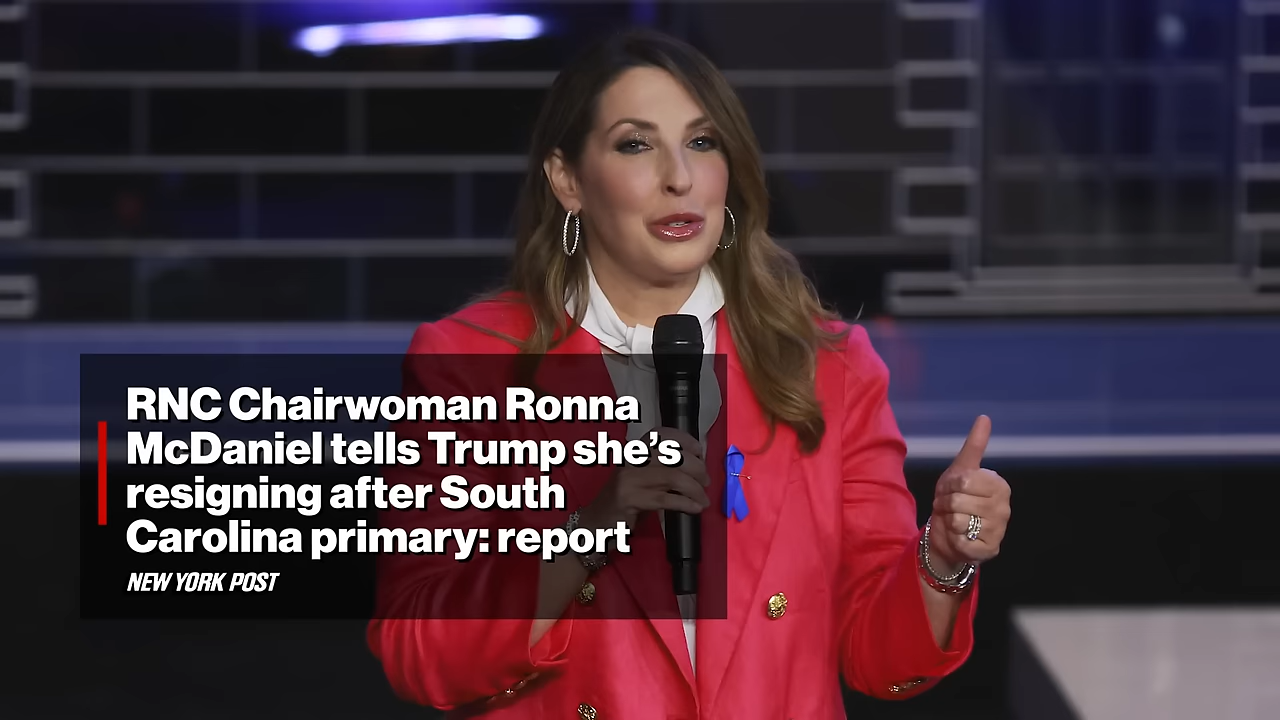 RNC Chairwoman Ronna
McDaniel tells Trump she’s
resigning after South
Carolina primary: report
NEW YORK POST